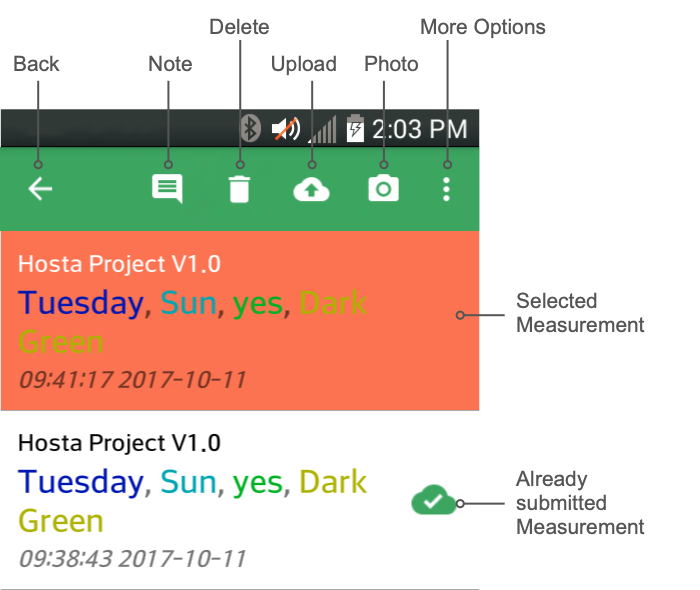 Delete
More Options
Back
Note
Upload
Photo
2:03 PM
Hosta Project V1.0
Tuesday, Sun, yes, Dark
Green
09:41:17 2017-10-11
Selected
Measurement
Hosta Project V1.0
Tuesday, Sun, yes, Dark
Green
09:38:43 2017-10-11
Already
submitted
Measurement